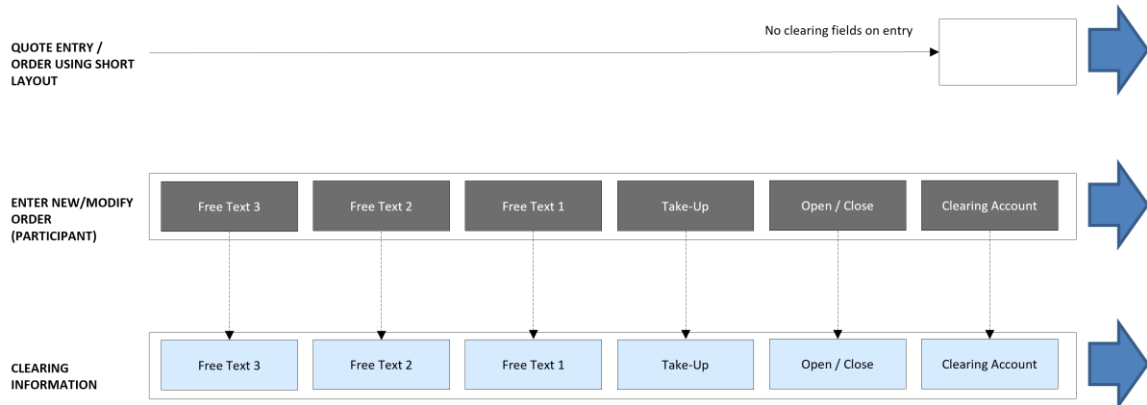 No clearing fields on entry
QUOTE ENTRY /
ORDER USING SHORT
LAYOUT
ENTER NEW/MODIFY
ORDER
(PARTICIPANT)
Free Text 3
Free Text 2
Free Text 1
Take-Up
Open / Close
Clearing Account
CLEARING
INFORMATION
Free Text 3
Free Text 2
Free Text 1
Take-Up
Open / Close
Clearing Account